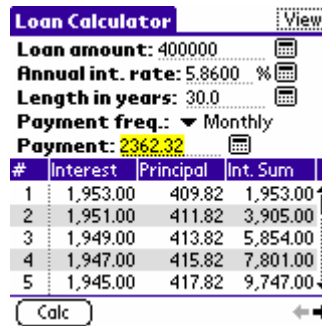 Loan Calculator View
Loan amount: 400000
Annual int. rate: 5.8600 %
Length in years: 30.0
Payment freq.: Monthly
Payment: 2362.32
# Interest Principal Int. Sum
1 1,953.00 409.82 1,953.00
2 1,951.00 411.82 3,905.00
3 1,949.00 413.82 5,854.00
4 1,947.00 415.82 7,801.00
5 1,945.00 417.82 9,747.00
Calc